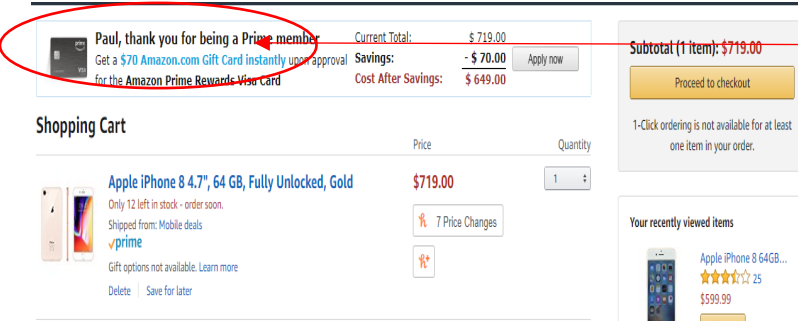 Paul, thank you for being a Prime member
Get a $70 Amazon.com Gift Card instantly upon approval
for the Amazon Prime Rewards Visa Card
Current Total: $ 719.00
Savings: - $ 70.00
Cost After Savings: $ 649.00
Apply now
Subtotal (1 item): $719.00
Proceed to checkout
1-Click ordering is not available for at least
one item in your order.
Shopping Cart
Price Quantity
Apple iPhone 8 4.7", 64 GB, Fully Unlocked, Gold
$719.00
1
Only 12 left in stock - order soon.
Shipped from: Mobile deals
prime
Gift options not available. Learn more
Delete Save for later
7 Price Changes
Your recently viewed items
Apple iPhone 8 64GB...
25
$599.99